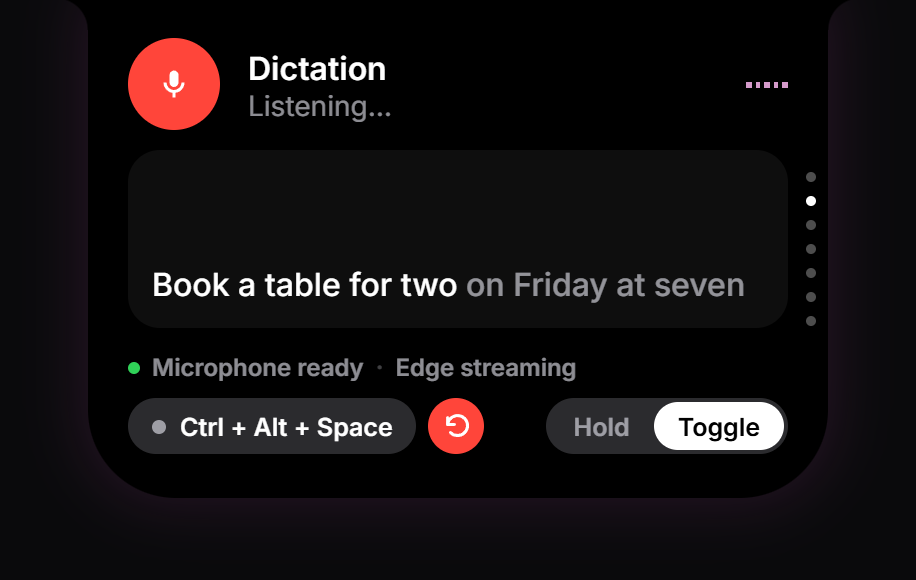 Dictation
Listening...
Book a table for two on Friday at seven
Microphone ready · Edge streaming
Ctrl + Alt + Space
Hold Toggle